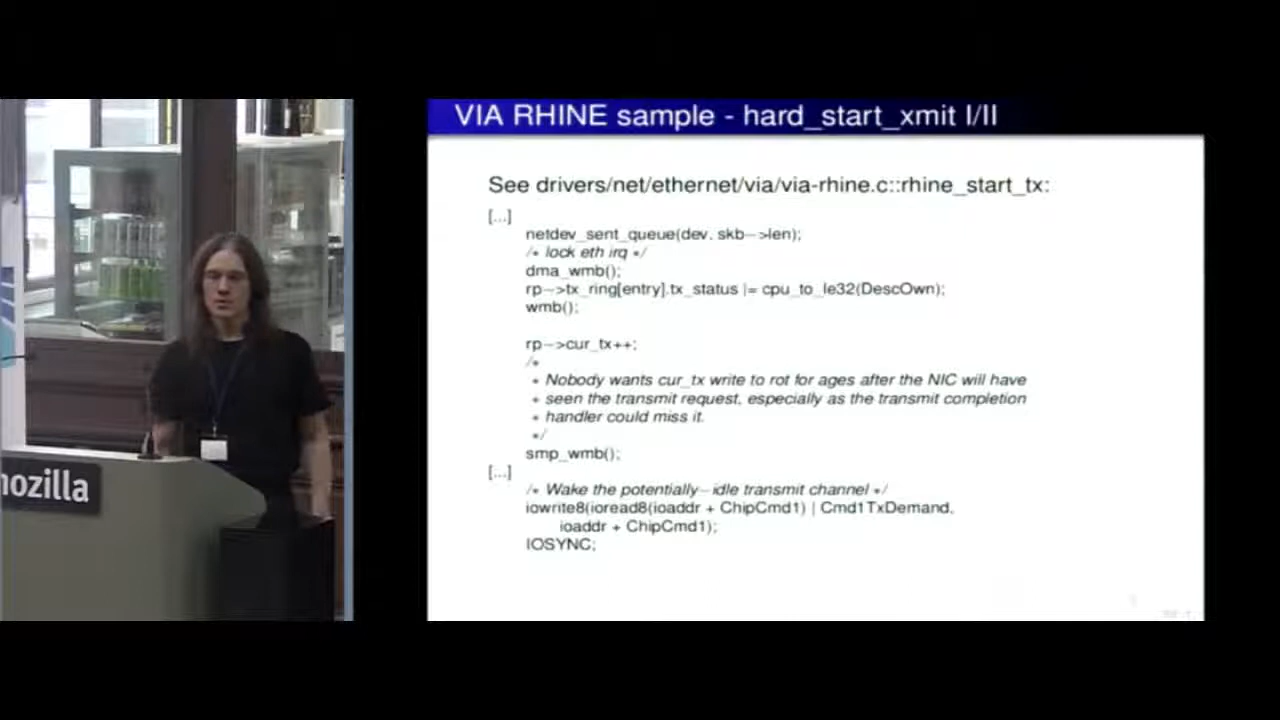 VIA RHINE sample - hard_start_xmit I/II
See drivers/net/ethernet/via/via-rhine.c::rhine_start_tx:
[...]
netdev_sent_queue(dev, skb->len);
/* lock eth irq */
dma_wmb();
rp->tx_ring[entry].tx_status |= cpu_to_le32(DescOwn);
wmb();
rp->cur_tx++;
/*
* Nobody wants cur_tx write to rot for ages after the NIC will have
* seen the transmit request, especially as the transmit completion
* handler could miss it.
*/
smp_wmb();
[...]
/* Wake the potentially-idle transmit channel */
iowrite8(ioread8(ioaddr + ChipCmd1) | Cmd1TxDemand,
ioaddr + ChipCmd1);
IOSYNC;
nozilla